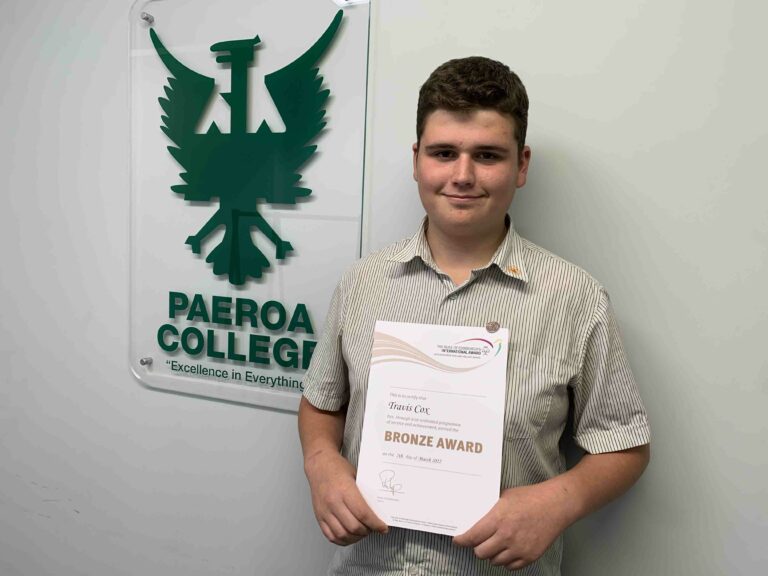 PAEROA
COLLEGE
"Excellence in Everything
THE DUKE OF EDINBURGH'S
INTERNATIONAL AWARD
This is to certify that
Travis Cox
has, through a sustained programme
of service and achievement, earned the
BRONZE AWARD
on the 7th day of March